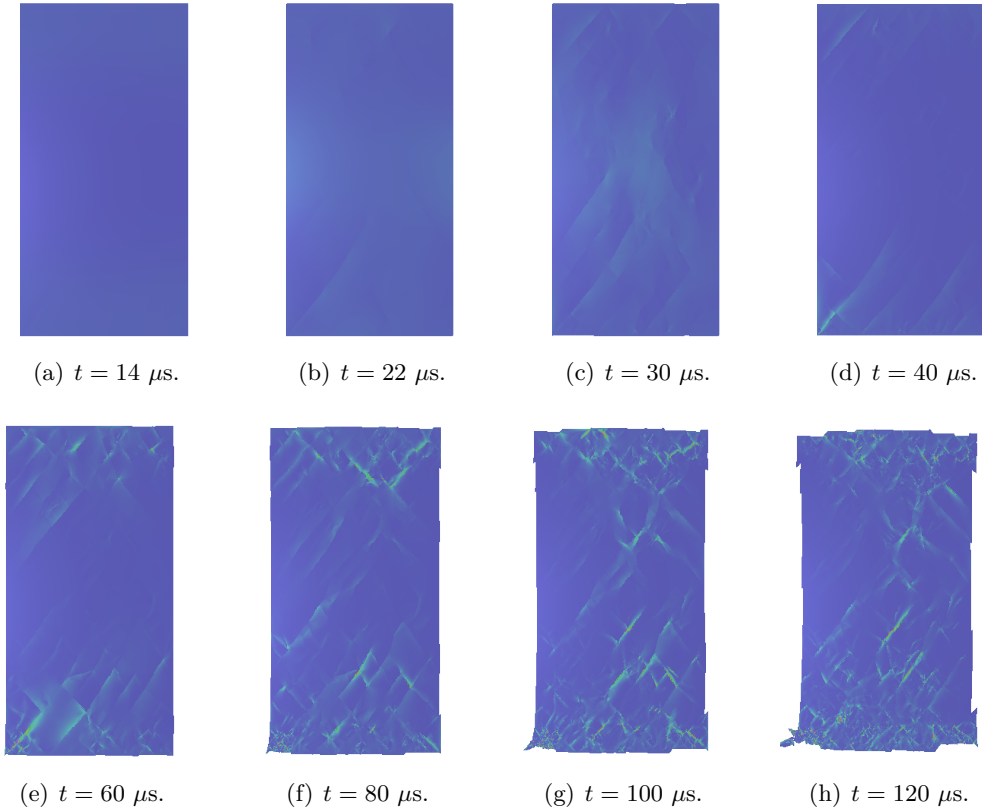 (a) t = 14 μs.
(b) t = 22 μs.
(c) t = 30 μs.
(d) t = 40 μs.
(e) t = 60 μs.
(f) t = 80 μs.
(g) t = 100 μs.
(h) t = 120 μs.